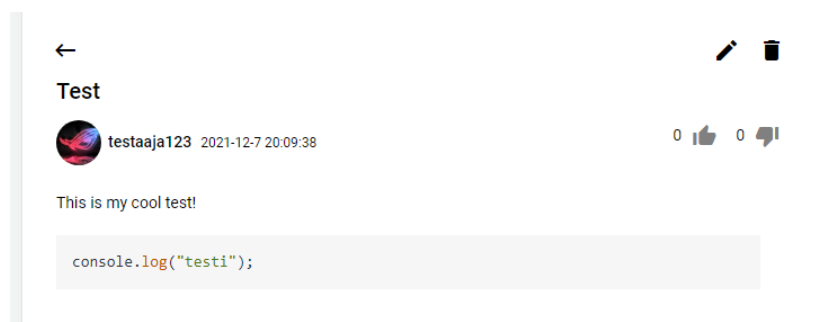 Test
testaaja123 2021-12-7 20:09:38 0 0
This is my cool test!
console.log("testi");